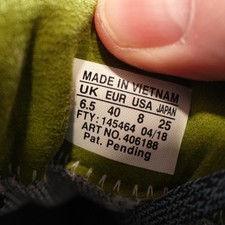 MADE IN VIETNAM
UK EUR USA JAPAN
6.5 40 8 25
FTY: 145464 04/18
ART NO. 406188
Pat. Pending